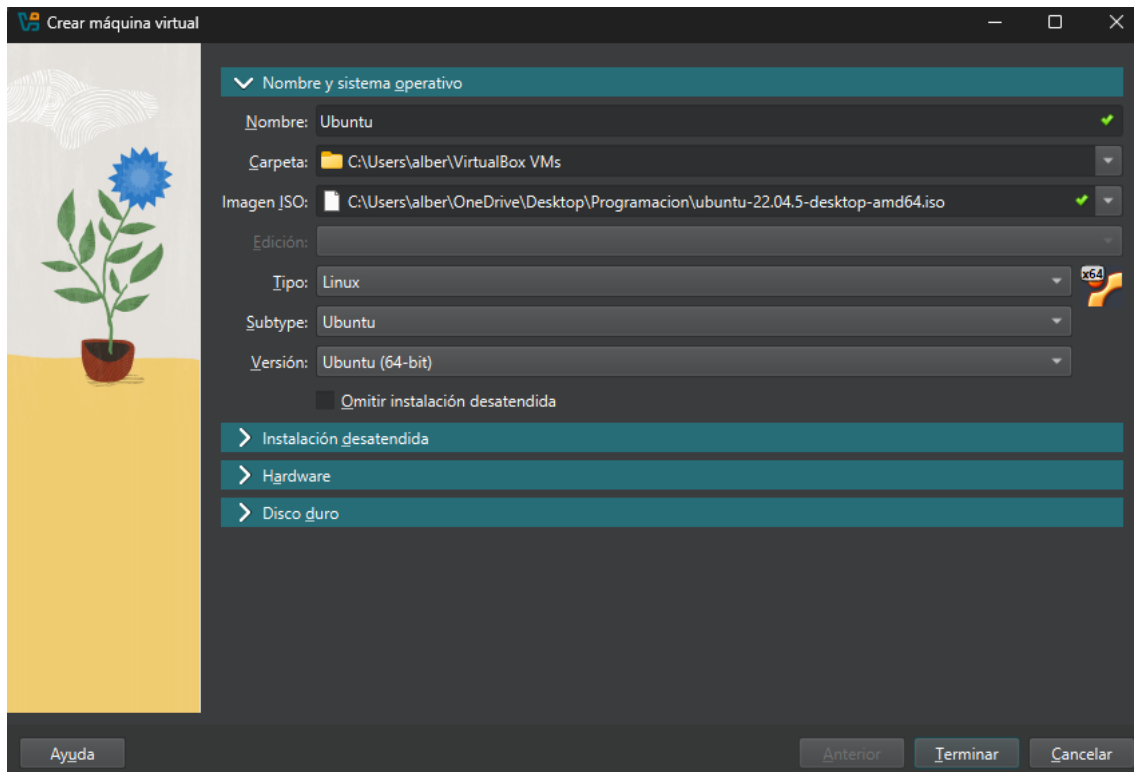 Crear máquina virtual
Nombre y sistema operativo
Nombre: Ubuntu
Carpeta: C:\Users\alber\VirtualBox VMs
Imagen ISO: C:\Users\alber\OneDrive\Desktop\Programacion\ubuntu-22.04.5-desktop-amd64.iso
Edición:
Tipo: Linux x64
Subtype: Ubuntu
Versión: Ubuntu (64-bit)
Omitir instalación desatendida
Instalación desatendida
Hardware
Disco duro
Ayuda Anterior Terminar Cancelar